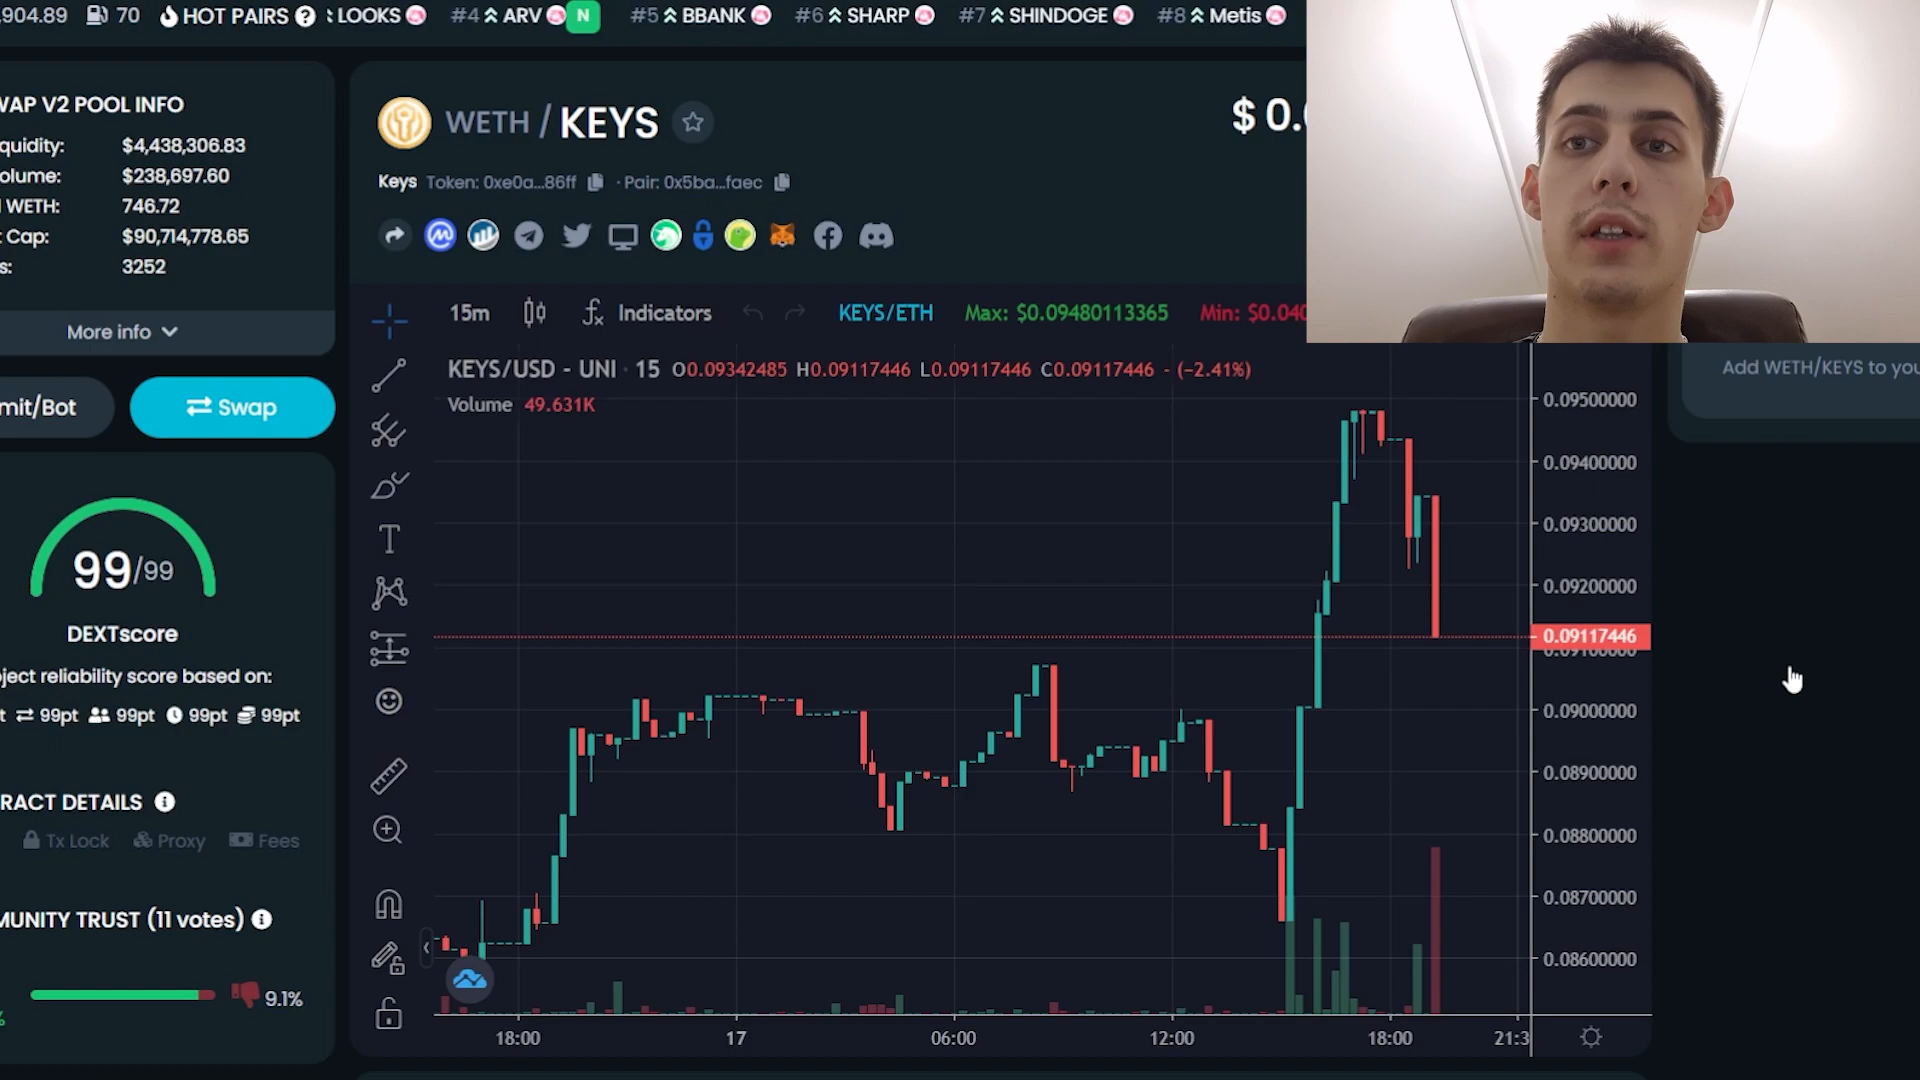 ,904.89 70 HOT PAIRS ? LOOKS #4 ARV N #5 BBANK #6 SHARP #7 SHINDOGE #8 Metis
WAP V2 POOL INFO
quidity: $4,438,306.83
olume: $238,697.60
WETH: 746.72
: Cap: $90,714,778.65
s: 3252
More info
mit/Bot
Swap
99/99
DEXTscore
ject reliability score based on:
t 99pt 99pt 99pt 99pt
RACT DETAILS
Tx Lock Proxy Fees
MUNITY TRUST (11 votes)
9.1%
WETH / KEYS
$ 0.
Keys Token: 0xe0a...86ff · Pair: 0x5ba...faec
15m Indicators KEYS/ETH Max: $0.09480113365 Min: $0.040
KEYS/USD - UNI · 15 O0.09342485 H0.09117446 L0.09117446 C0.09117446 - (−2.41%)
Volume 49.631K
Add WETH/KEYS to you
0.09500000
0.09400000
0.09300000
0.09200000
0.09117446
0.09100000
0.09000000
0.08900000
0.08800000
0.08700000
0.08600000
18:00 17 06:00 12:00 18:00 21:3